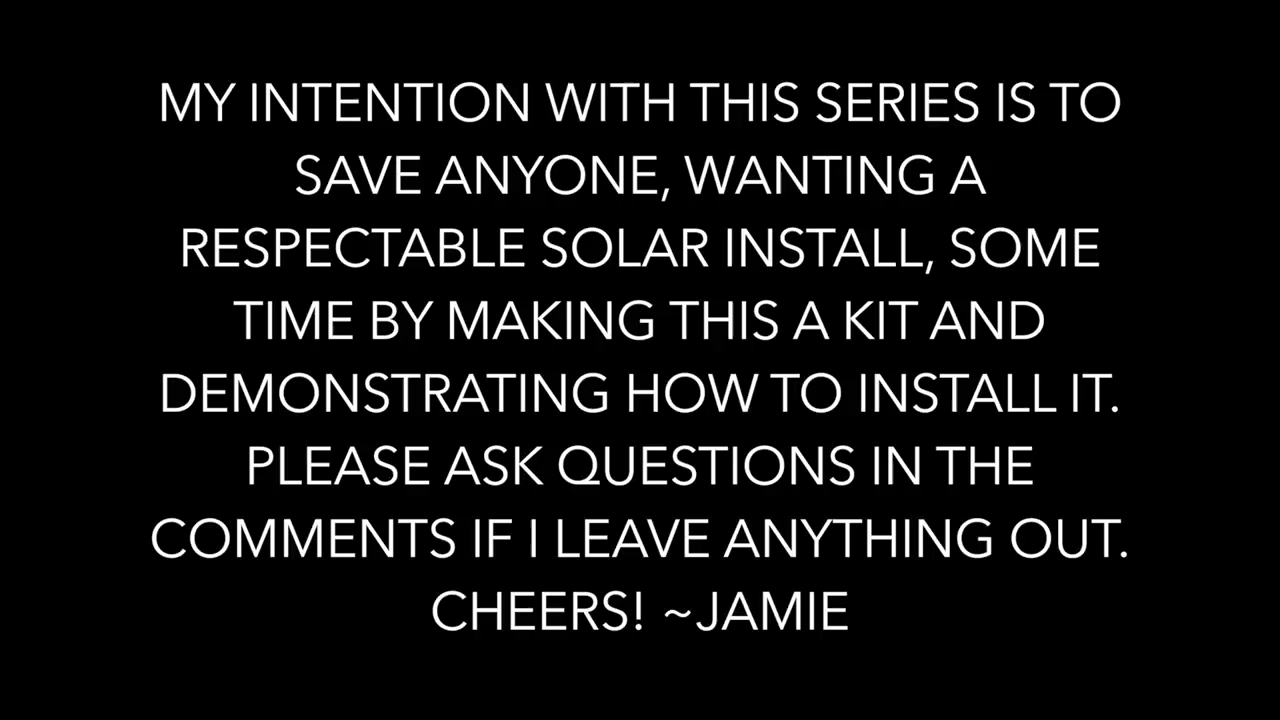 MY INTENTION WITH THIS SERIES IS TO
SAVE ANYONE, WANTING A
RESPECTABLE SOLAR INSTALL, SOME
TIME BY MAKING THIS A KIT AND
DEMONSTRATING HOW TO INSTALL IT.
PLEASE ASK QUESTIONS IN THE
COMMENTS IF I LEAVE ANYTHING OUT.
CHEERS! ~JAMIE